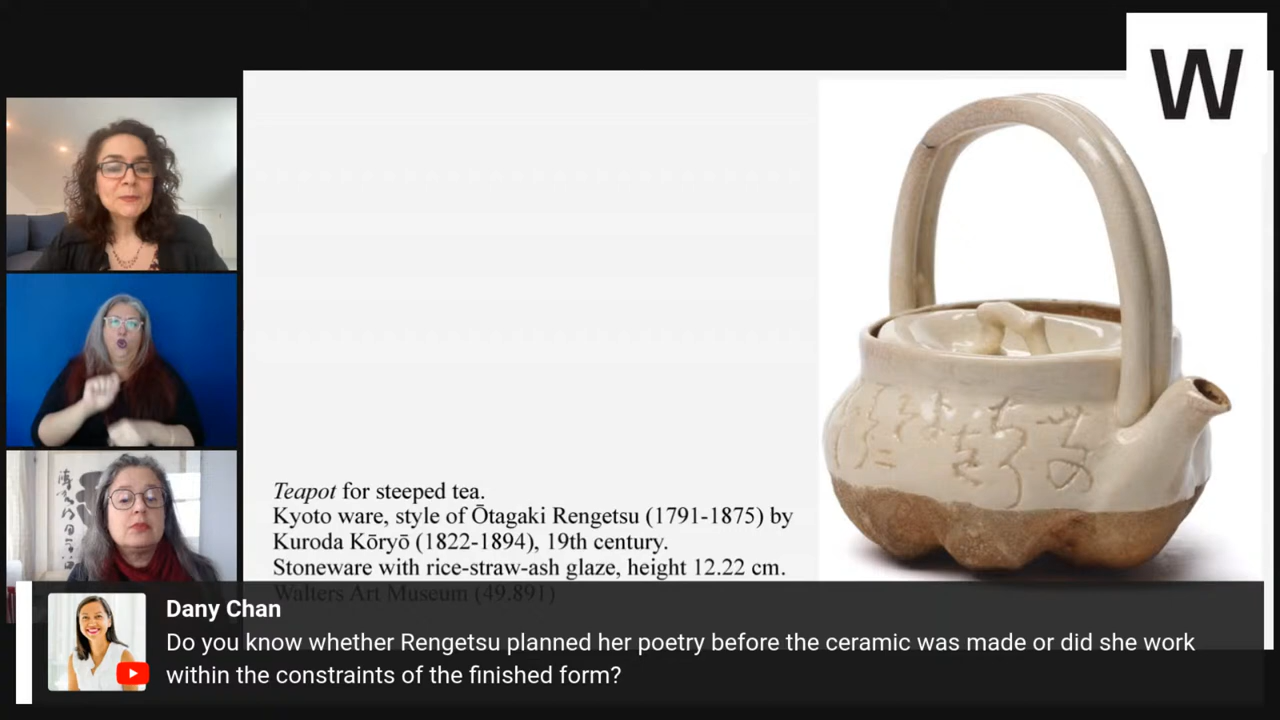 W
Teapot for steeped tea.
Kyoto ware, style of Ōtagaki Rengetsu (1791-1875) by
Kuroda Kōryō (1822-1894), 19th century.
Stoneware with rice-straw-ash glaze, height 12.22 cm.
Walters Art Museum (49.891)
Dany Chan
Do you know whether Rengetsu planned her poetry before the ceramic was made or did she work
within the constraints of the finished form?